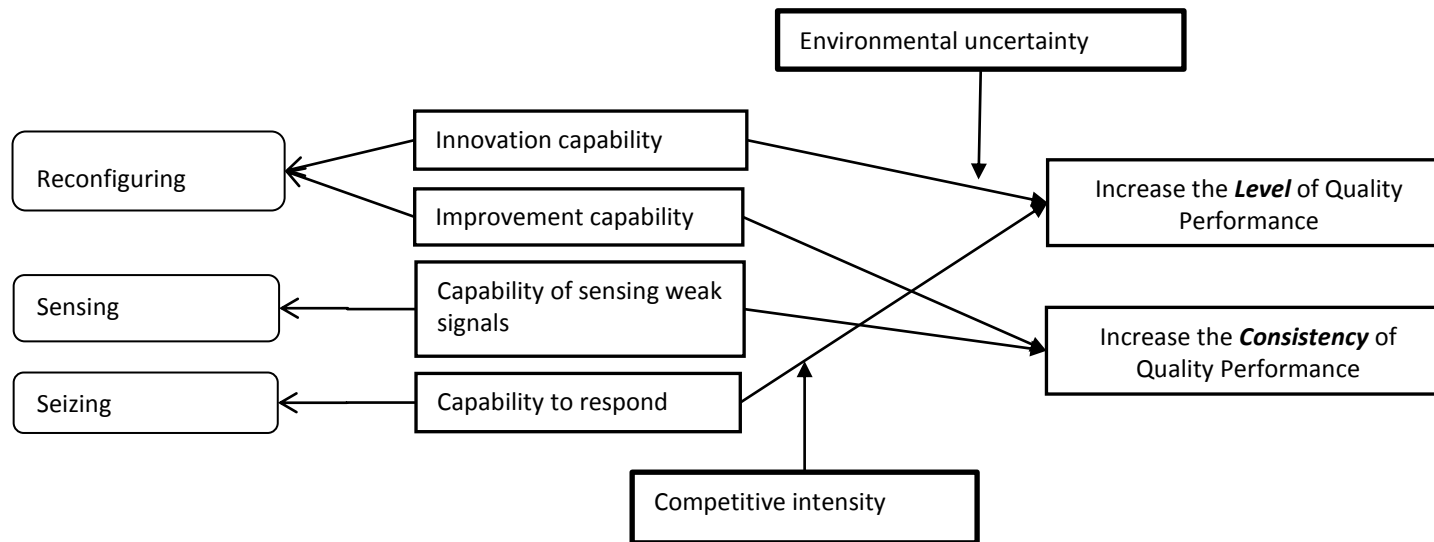 Environmental uncertainty
Innovation capability
Reconfiguring
Improvement capability
Increase the Level of Quality
Performance
Sensing
Capability of sensing weak
signals
Increase the Consistency of
Quality Performance
Seizing
Capability to respond
Competitive intensity